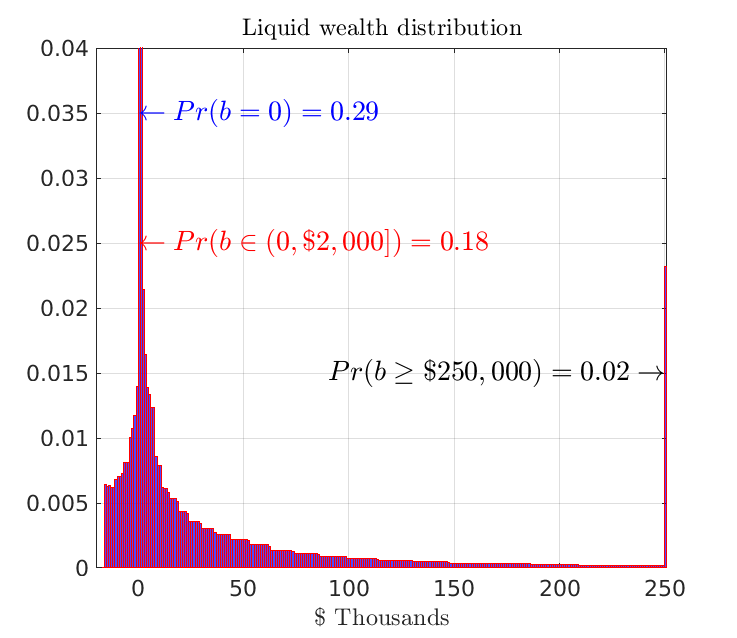 Liquid wealth distribution
0.04
0.035
← Pr(b = 0) = 0.29
0.03
0.025
← Pr(b ∈ (0, $2, 000]) = 0.18
0.02
0.015
Pr(b ≥ $250, 000) = 0.02 →
0.01
0.005
0
0 50 100 150 200 250
$ Thousands